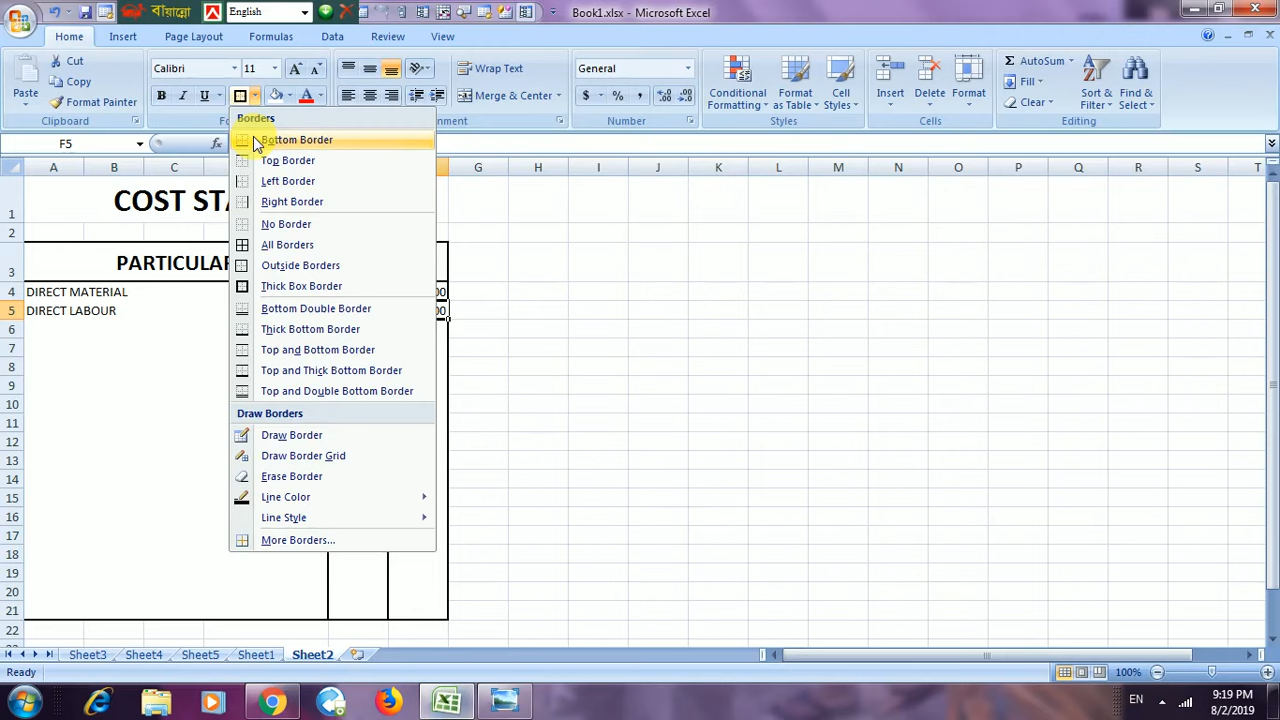 বায়ান্নো English Book1.xlsx - Microsoft Excel
Home Insert Page Layout Formulas Data Review View
Paste Cut Calibri 11 Wrap Text General Conditional Formatting Format as Table Cell Styles Insert Delete Format AutoSum Sort & Filter Find & Select
Copy Fill
Format Painter B I U A Merge & Center $ % , Clear
Clipboard Number Styles Cells Editing
Borders
F5 fx
Bottom Border
Top Border
Left Border
Right Border
No Border
All Borders
Outside Borders
Thick Box Border
Bottom Double Border
Thick Bottom Border
Top and Bottom Border
Top and Thick Bottom Border
Top and Double Bottom Border
Draw Borders
Draw Border
Draw Border Grid
Erase Border
Line Color
Line Style
More Borders...
A B C G H I J K L M N O P Q R S T
1 COST
2
3
4 DIRECT MATERIAL
5 DIRECT LABOUR
6
7
8
9
10
11
12
13
14
15
16
17
18
19
20
21
22
Sheet3 Sheet4 Sheet5 Sheet1 Sheet2
Ready 100%
EN 9:19 PM
8/2/2019